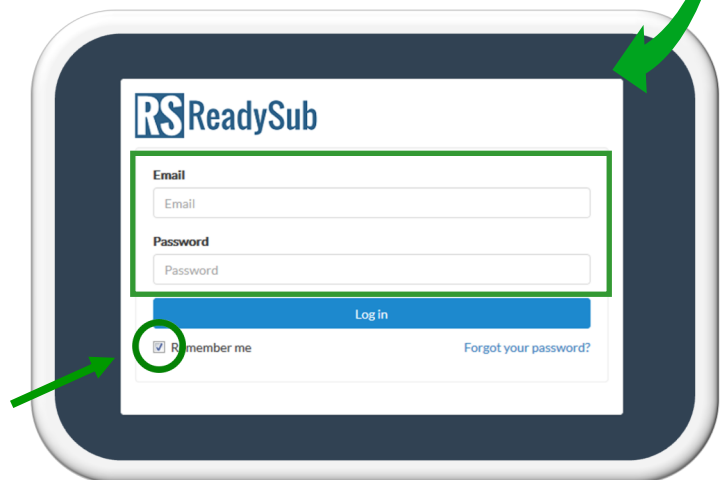 RS ReadySub
Email
Email
Password
Password
Log in
Remember me Forgot your password?